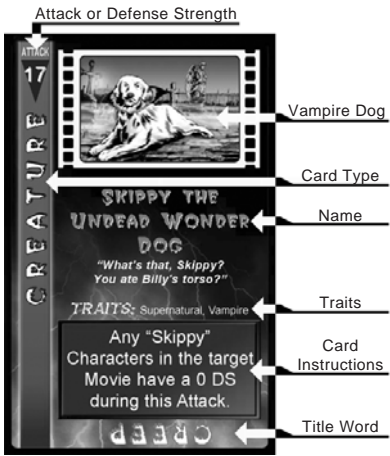 Attack or Defense Strength
ATTACK
17
CREATURE
Vampire Dog
Card Type
SKIPPY THE
UNDEAD WONDER
DOG
Name
"What's that, Skippy?
You ate Billy's torso?"
TRAITS: Supernatural, Vampire
Traits
Any "Skippy"
Characters in the target
Movie have a 0 DS
during this Attack.
Card
Instructions
CREEP
Title Word